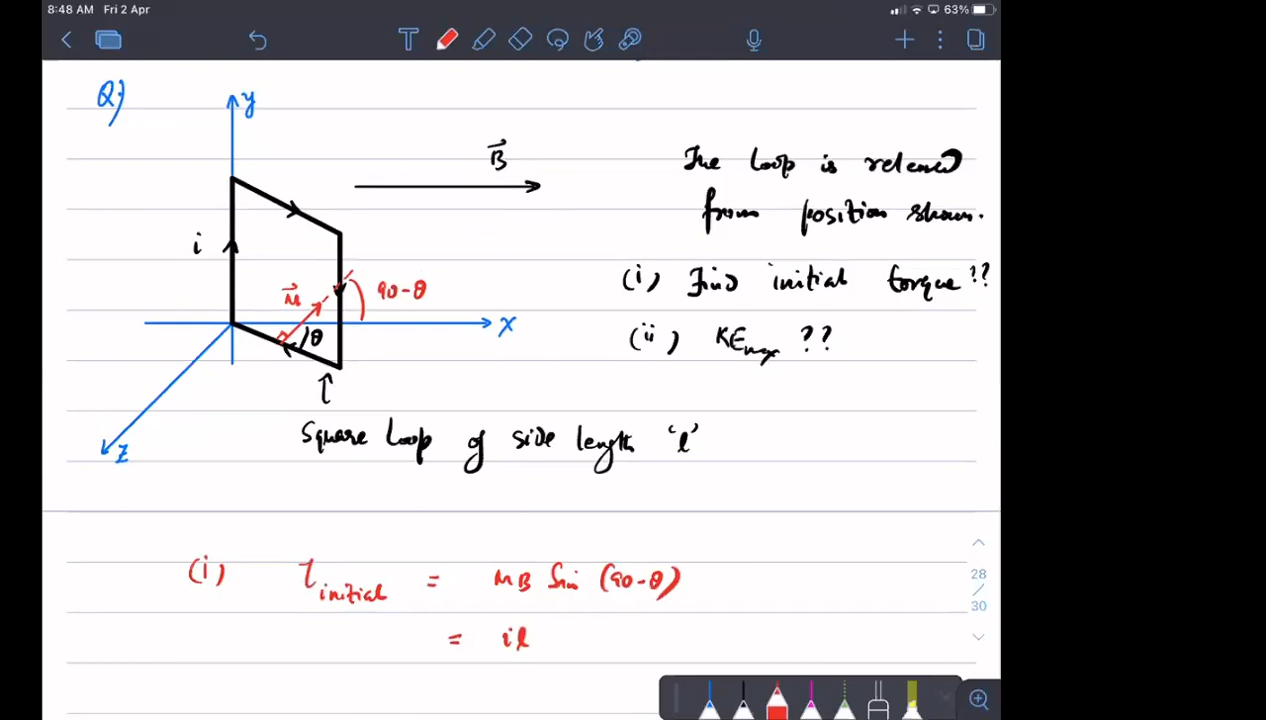 8:48 AM Fri 2 Apr
63%
T
Q)
y
B
The loop is released
from position shown.
i
(i) Find initial torque??
M
90-θ
x
θ
(ii) KEmax ??
z
Square Loop of side length 'l'
(i) τinitial = MB Sin (90-θ)
= il
28
/
30